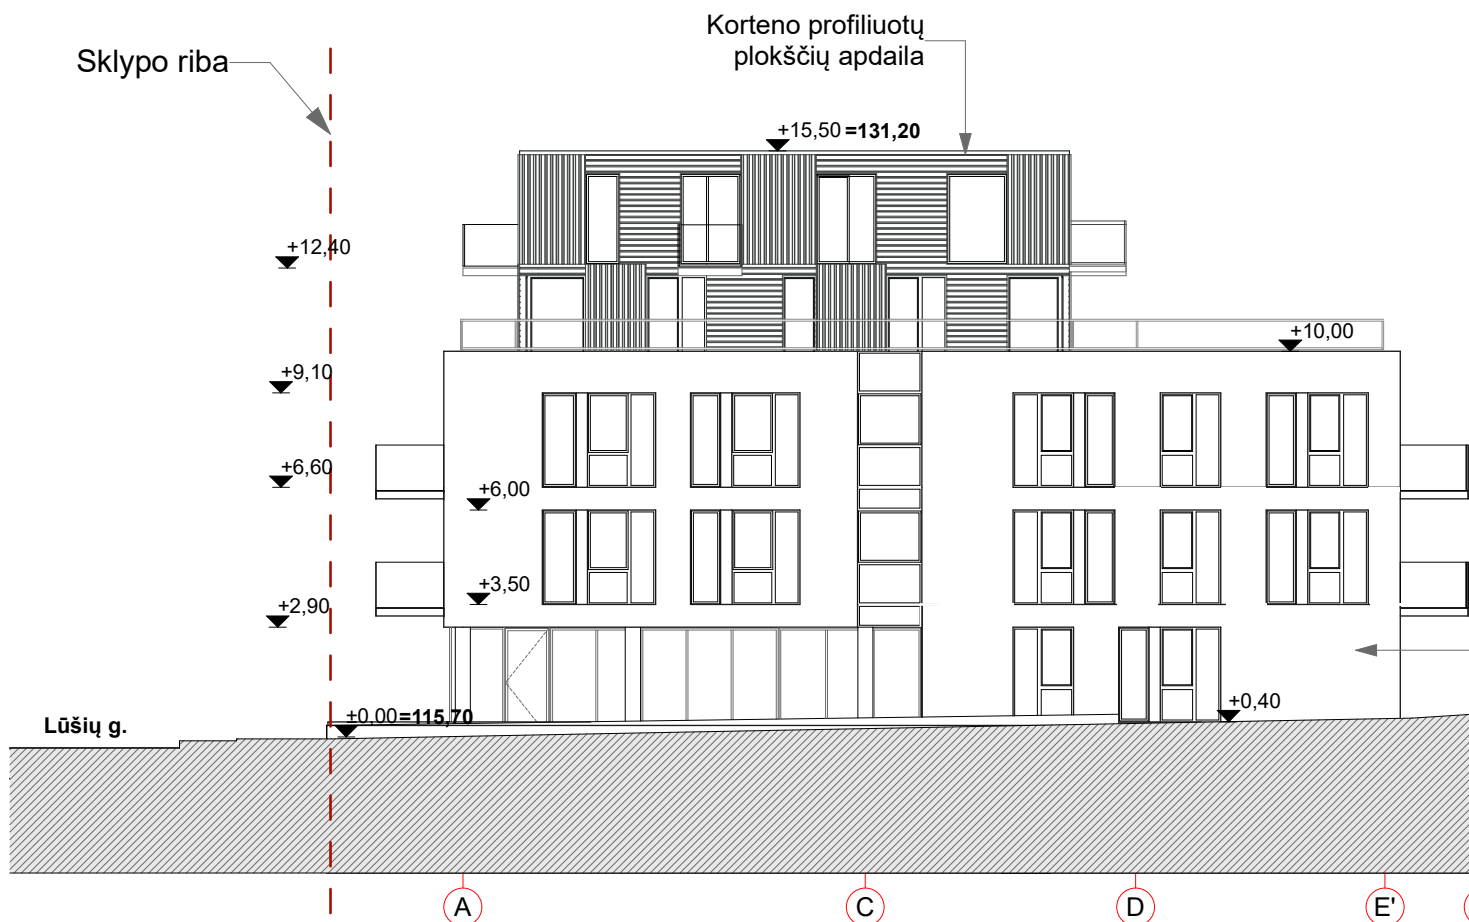 Korteno profiliuotų
plokščių apdaila
Sklypo riba
+15,50 =131,20
+12,40
+10,00
+9,10
+6,60
+6,00
+3,50
+2,90
+0,40
±0,00 =115,70
Lūšių g.
A
C
D
E'